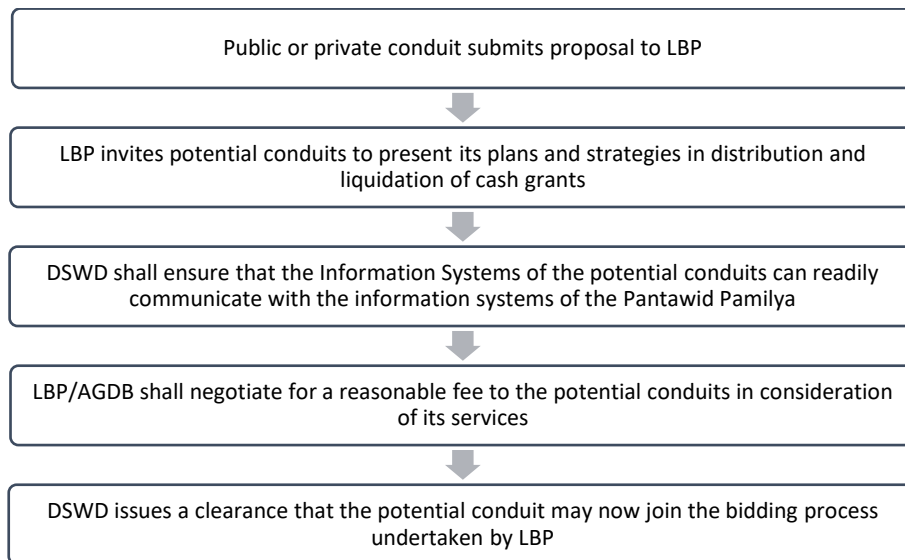 Public or private conduit submits proposal to LBP
LBP invites potential conduits to present its plans and strategies in distribution and
liquidation of cash grants
DSWD shall ensure that the Information Systems of the potential conduits can readily
communicate with the information systems of the Pantawid Pamilya
LBP/AGDB shall negotiate for a reasonable fee to the potential conduits in consideration
of its services
DSWD issues a clearance that the potential conduit may now join the bidding process
undertaken by LBP